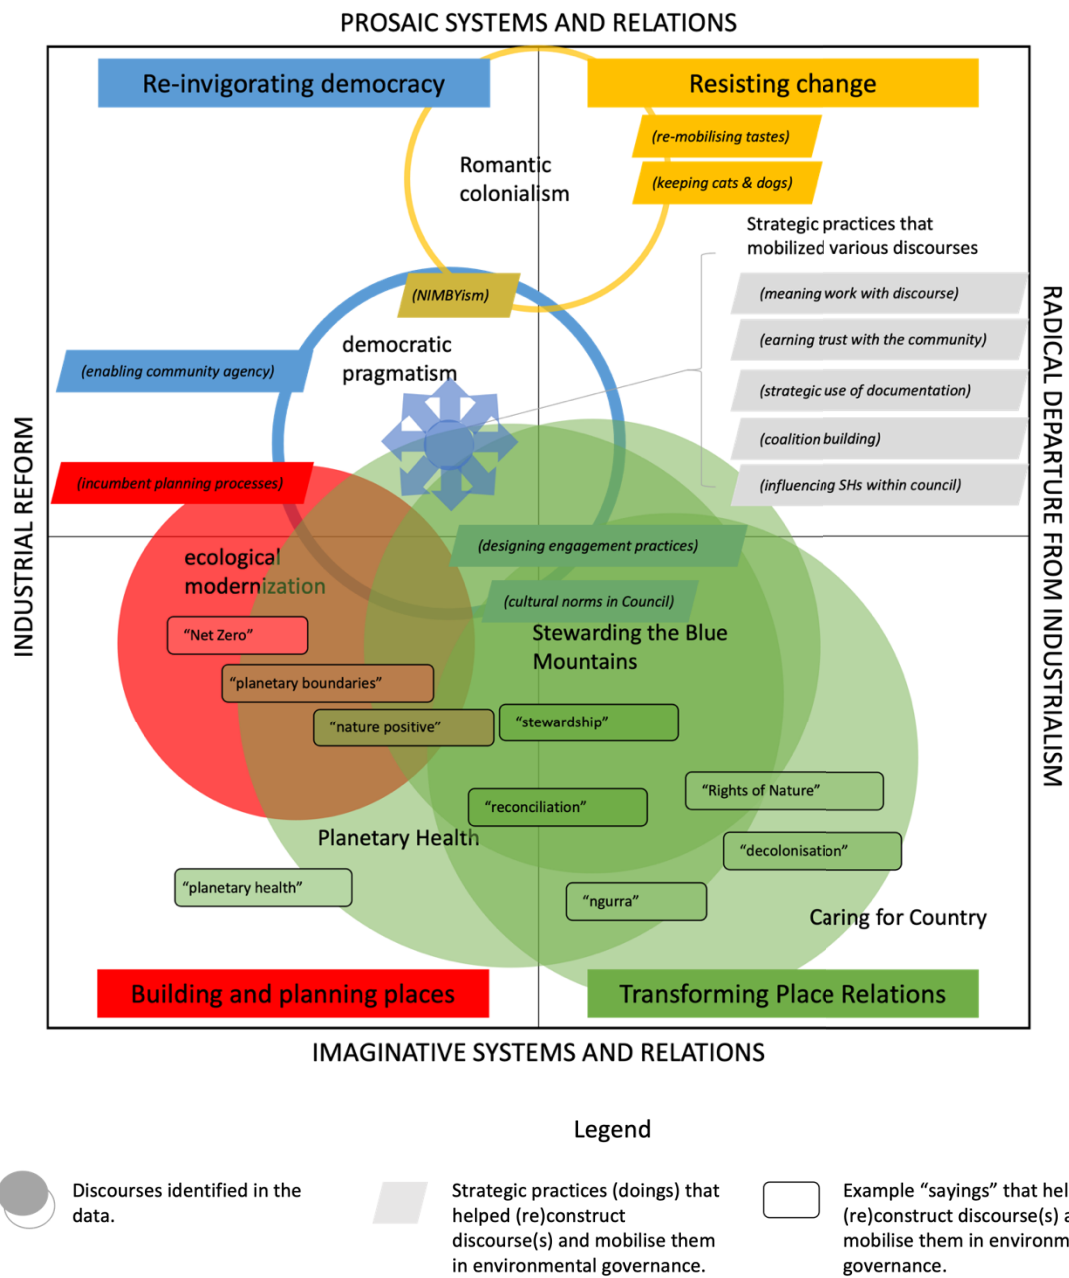 PROSAIC SYSTEMS AND RELATIONS
Re-invigorating democracy
Resisting change
(re-mobilising tastes)
Romantic
colonialism
(keeping cats & dogs)
Strategic practices that
mobilized various discourses
(NIMBYism)
(meaning work with discourse)
democratic
pragmatism
(earning trust with the community)
(enabling community agency)
(strategic use of documentation)
(coalition building)
(incumbent planning processes)
(influencing SHs within council)
INDUSTRIAL REFORM
RADICAL DEPARTURE FROM INDUSTRIALISM
(designing engagement practices)
ecological
modernization
(cultural norms in Council)
“Net Zero”
Stewarding the Blue
Mountains
“planetary boundaries”
“nature positive”
“stewardship”
“Rights of Nature”
“reconciliation”
Planetary Health
“decolonisation”
“planetary health”
“ngurra”
Caring for Country
Building and planning places
Transforming Place Relations
IMAGINATIVE SYSTEMS AND RELATIONS
Legend
Discourses identified in the
data.
Strategic practices (doings) that
helped (re)construct
discourse(s) and mobilise them
in environmental governance.
Example “sayings” that hel
(re)construct discourse(s) a
mobilise them in environm
governance.